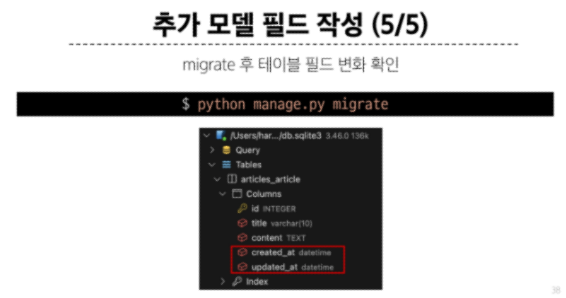 추가 모델 필드 작성 (5/5)
migrate 후 테이블 필드 변화 확인
$ python manage.py migrate
/Users/har.../db.sqlite3 3.46.0 136k
Query
Tables
articles_article
Columns
id INTEGER
title varchar(10)
content TEXT
created_at datetime
updated_at datetime
Index